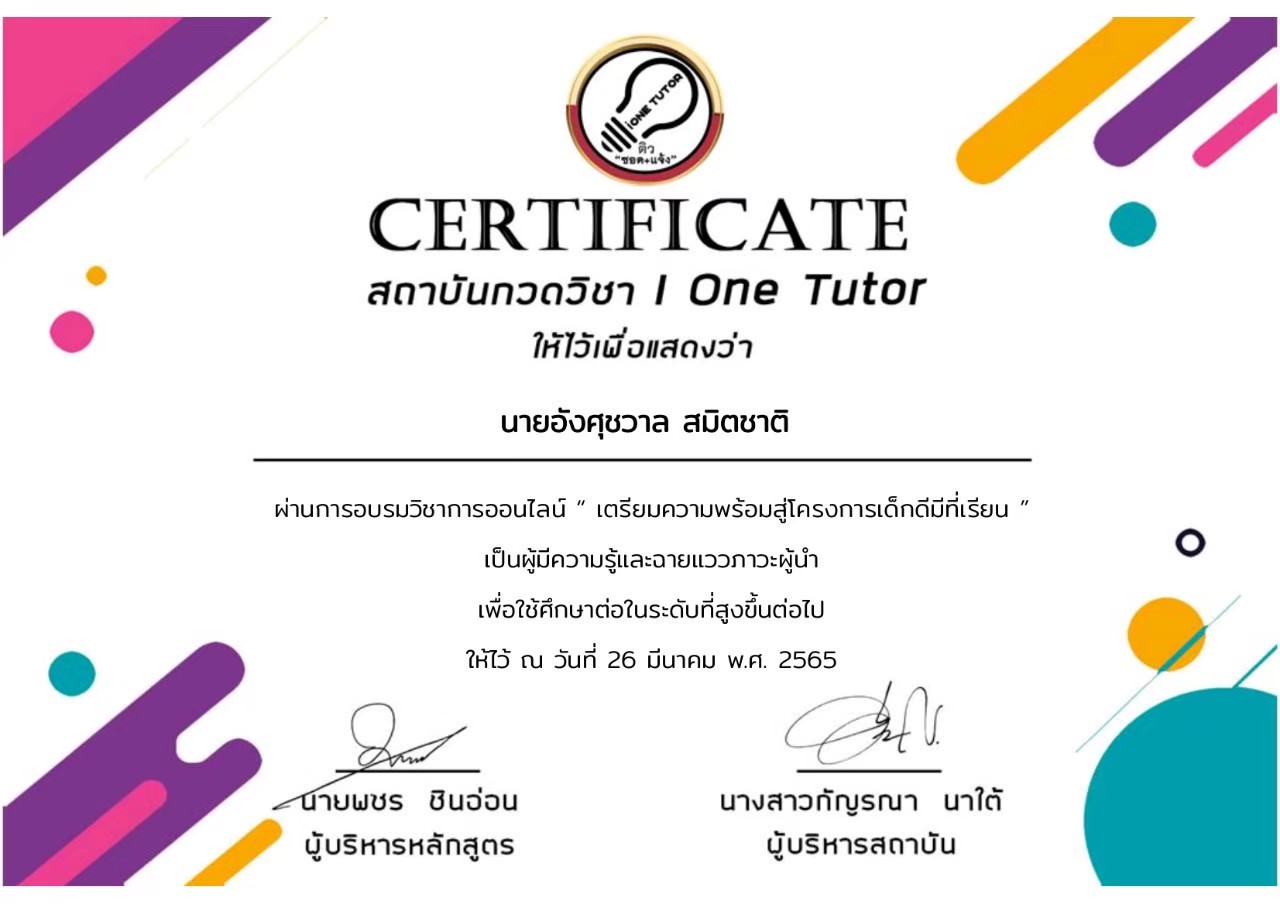 iONE TUTOR
ติว
"ชอต+แจ้ง"
CERTIFICATE
สถาบันกวดวิชา I One Tutor
ให้ไว้เพื่อแสดงว่า
นายอังศุชวาล สมิตชาติ
ผ่านการอบรมวิชาการออนไลน์ “ เตรียมความพร้อมสู่โครงการเด็กดีมีที่เรียน ”
เป็นผู้มีความรู้และฉายแววภาวะผู้นำ
เพื่อใช้ศึกษาต่อในระดับที่สูงขึ้นต่อไป
ให้ไว้ ณ วันที่ 26 มีนาคม พ.ศ. 2565
นายพชร ชินอ่อน
ผู้บริหารหลักสูตร
นางสาวกัญรณา นาใต้
ผู้บริหารสถาบัน